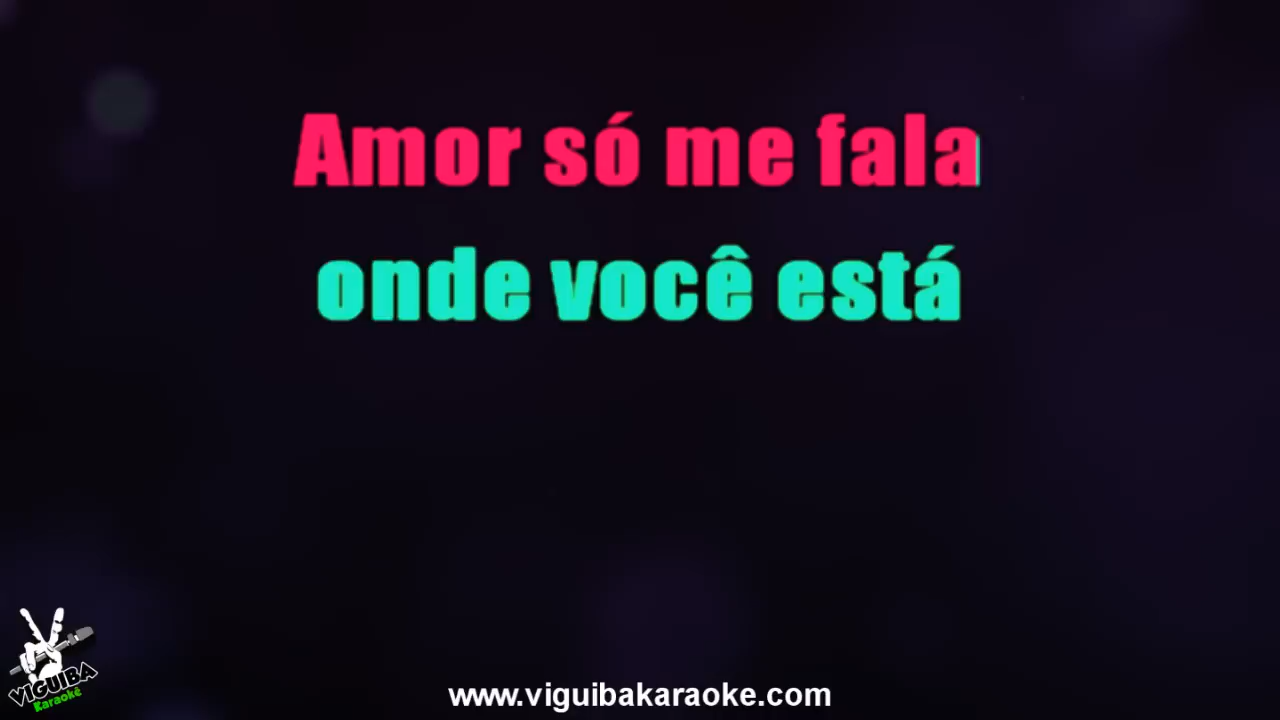 Amor só me fala
onde você está
VIGUIBA
Karaokê
www.viguibakaraoke.com